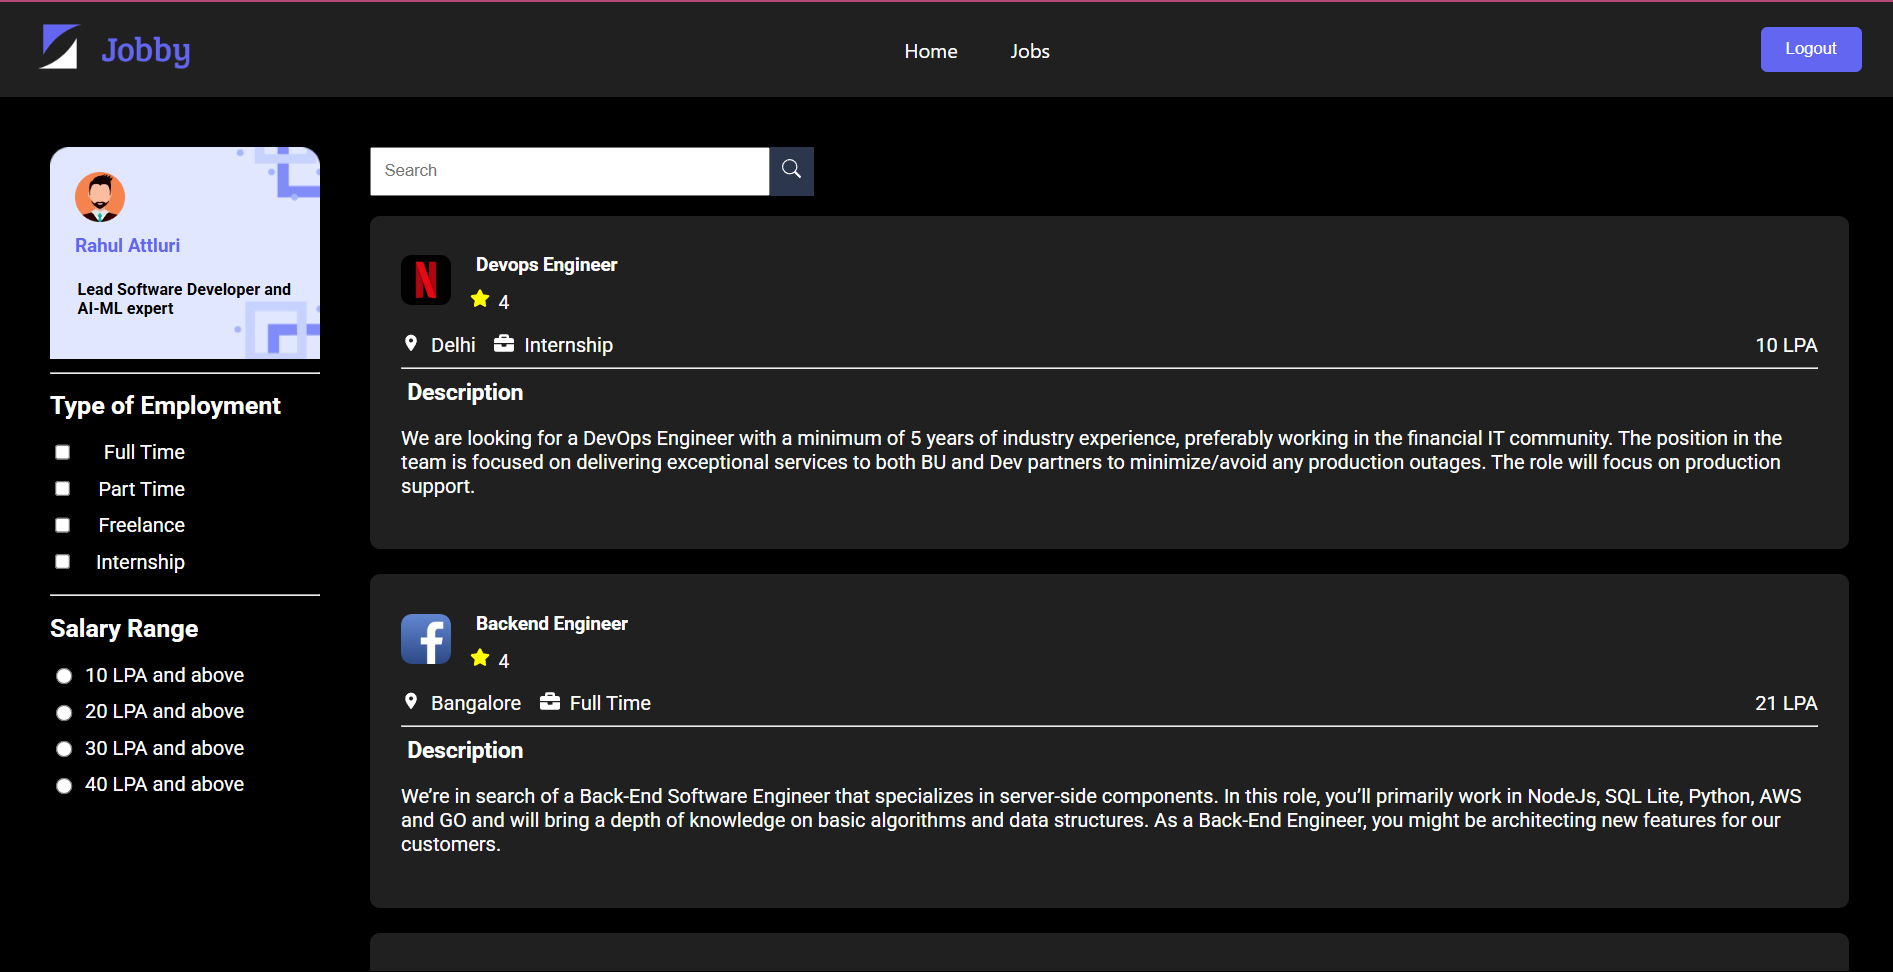 Jobby
Home
Jobs
Logout
Rahul Attluri
Lead Software Developer and
AI-ML expert
Type of Employment
Full Time
Part Time
Freelance
Internship
Salary Range
10 LPA and above
20 LPA and above
30 LPA and above
40 LPA and above
Search
N
Devops Engineer
4
Delhi
Internship
10 LPA
Description
We are looking for a DevOps Engineer with a minimum of 5 years of industry experience, preferably working in the financial IT community. The position in the
team is focused on delivering exceptional services to both BU and Dev partners to minimize/avoid any production outages. The role will focus on production
support.
f
Backend Engineer
4
Bangalore
Full Time
21 LPA
Description
We’re in search of a Back-End Software Engineer that specializes in server-side components. In this role, you’ll primarily work in NodeJs, SQL Lite, Python, AWS
and GO and will bring a depth of knowledge on basic algorithms and data structures. As a Back-End Engineer, you might be architecting new features for our
customers.